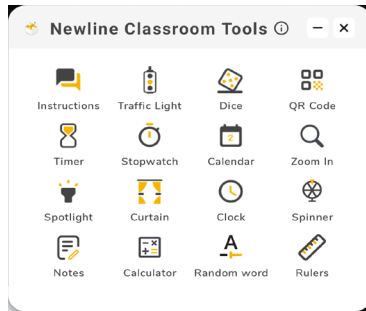 Newline Classroom Tools
Instructions Traffic Light Dice QR Code
2
Timer Stopwatch Calendar Zoom In
Spotlight Curtain Clock Spinner
A
Notes Calculator Random word Rulers